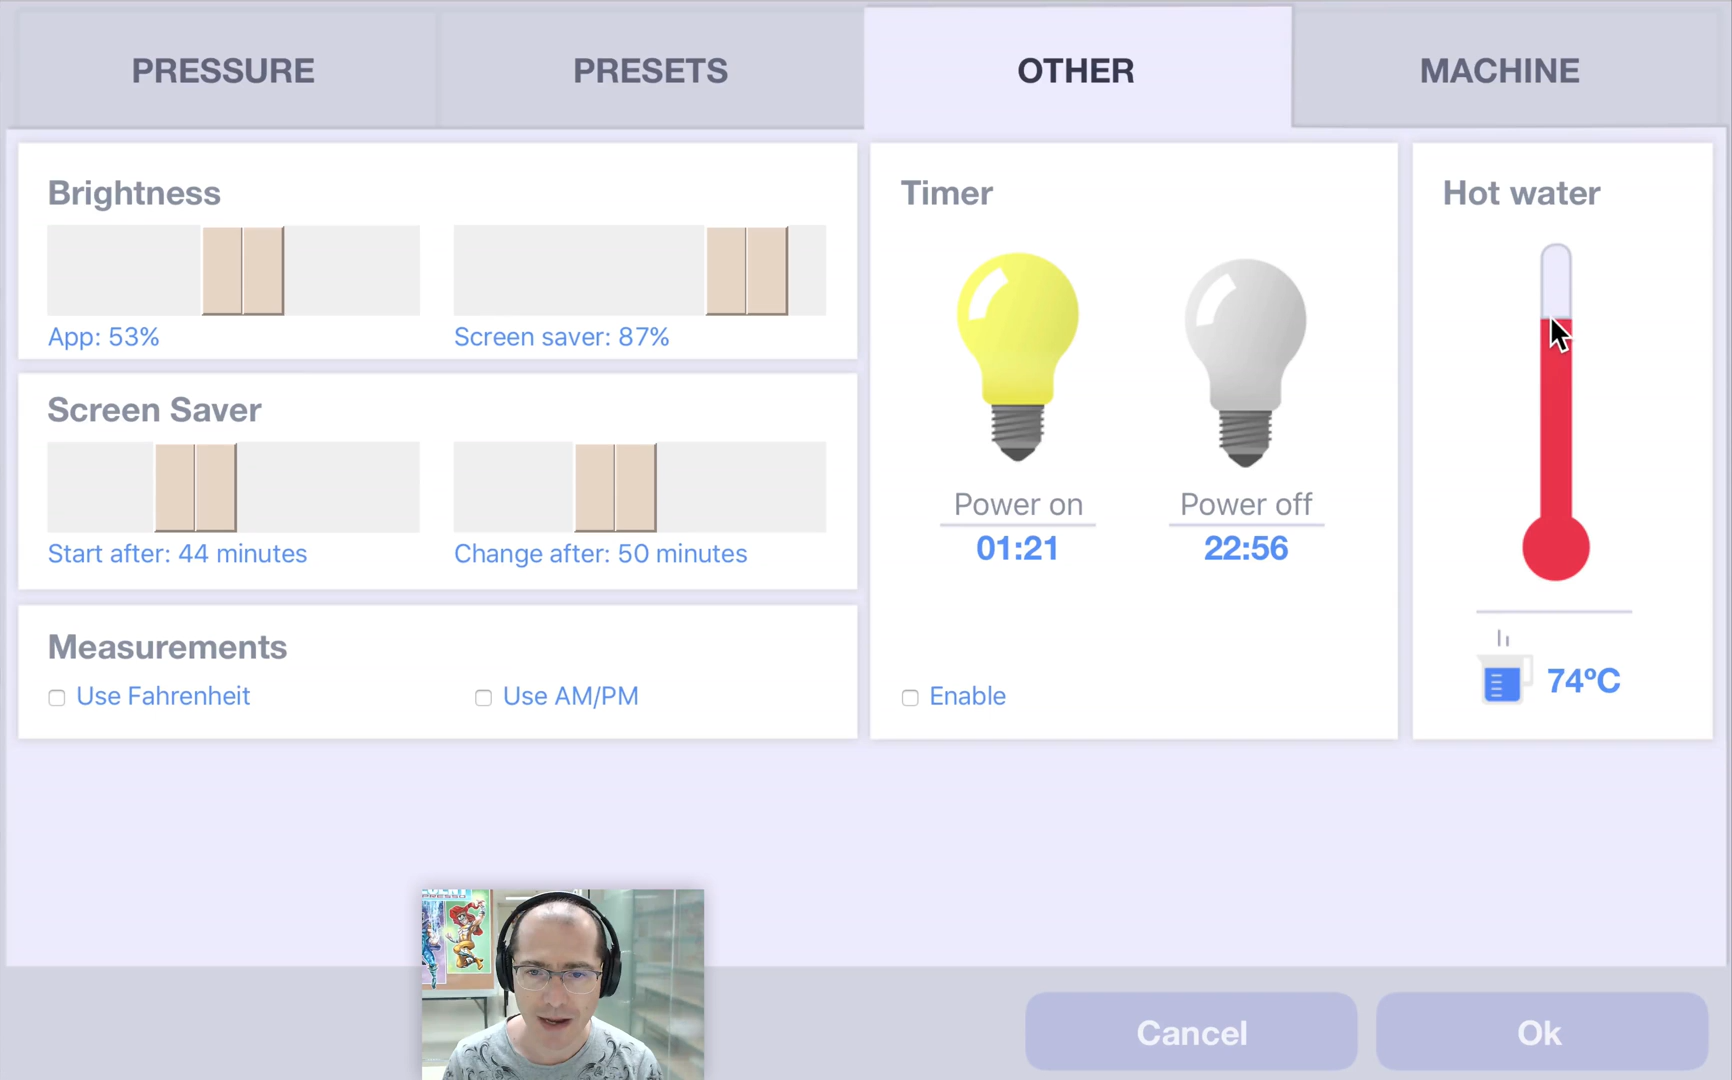 PRESSURE
PRESETS
OTHER
MACHINE
Brightness
App: 53%
Screen saver: 87%
Screen Saver
Start after: 44 minutes
Change after: 50 minutes
Measurements
Use Fahrenheit
Use AM/PM
Timer
Power on
01:21
Power off
22:56
Enable
Hot water
74ºC
Cancel
Ok